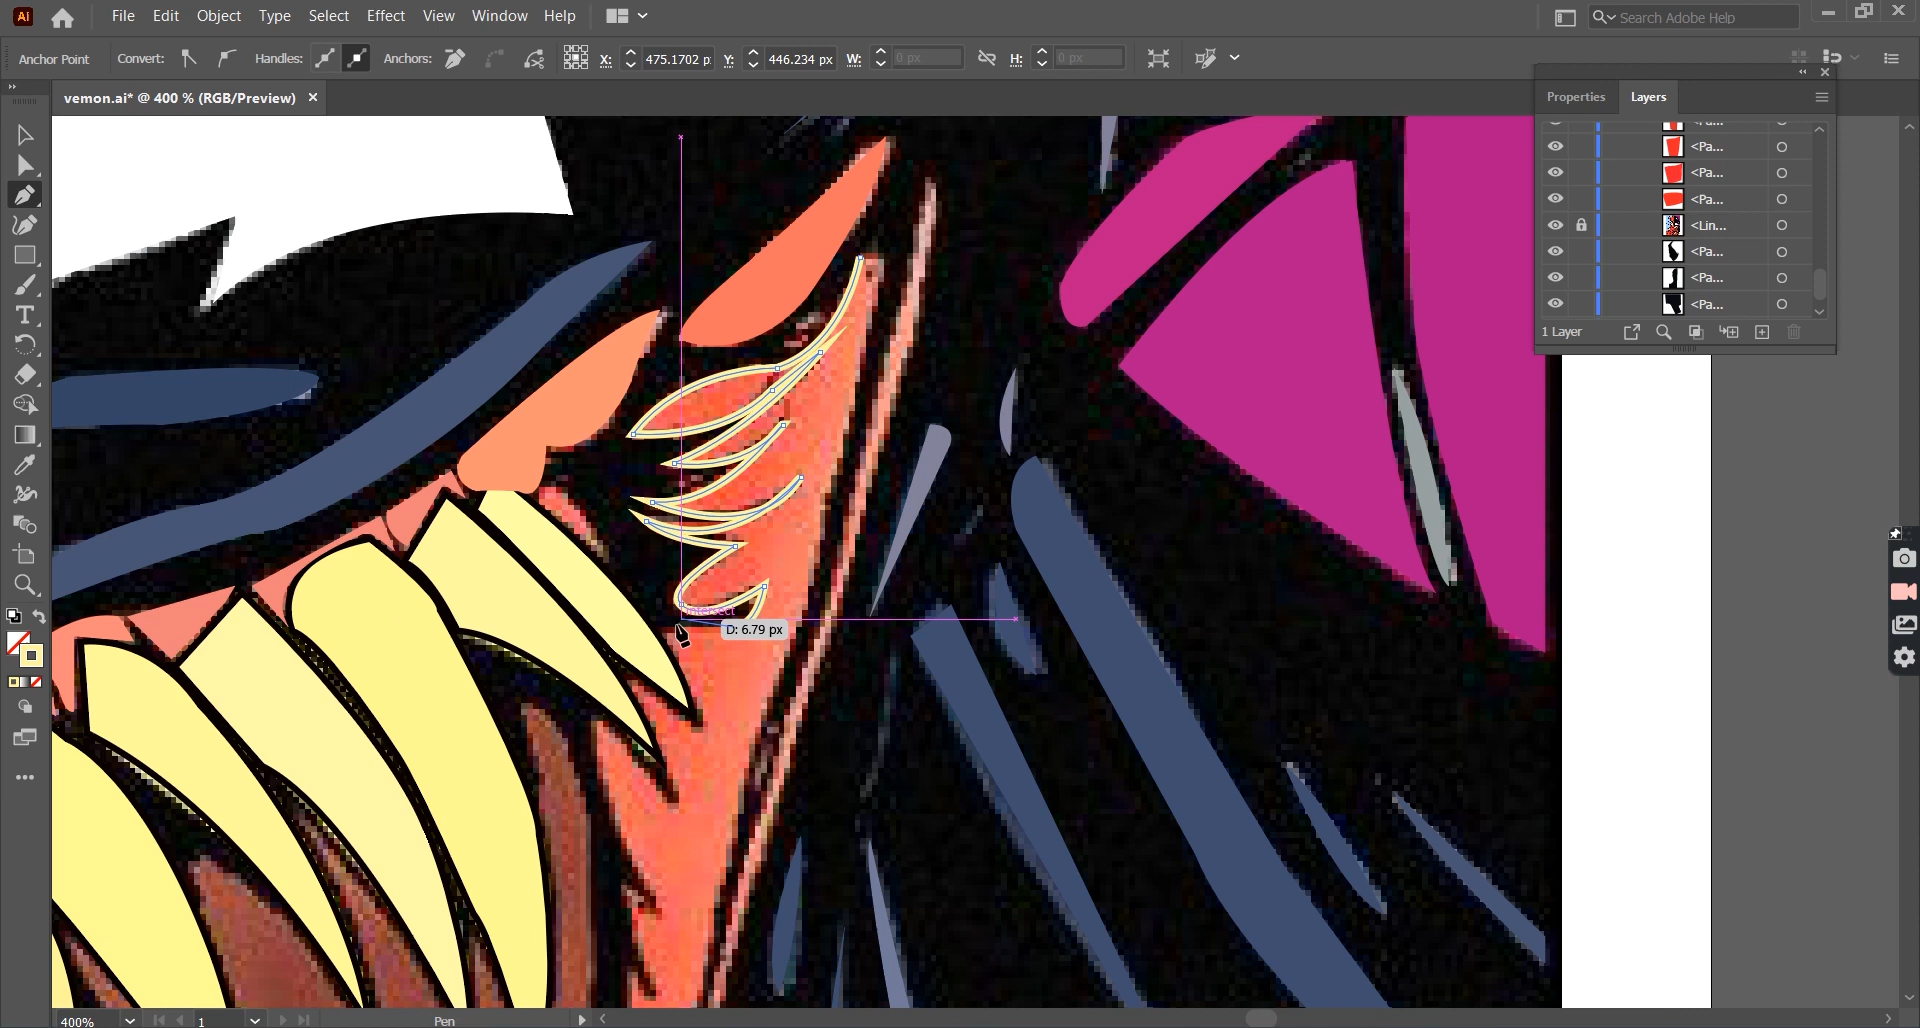 Ai File Edit Object Type Select Effect View Window Help Search Adobe Help
Anchor Point Convert: Handles: Anchors: X: 475.1702 p Y: 446.234 px W: 0 px H: 0 px
vemon.ai* @ 400 % (RGB/Preview)
Properties Layers
<Pa...
<Pa...
<Pa...
<Pa...
<Lin...
<Pa...
<Pa...
<Pa...
1 Layer
intersect
D: 6.79 px
400% 1 Pen